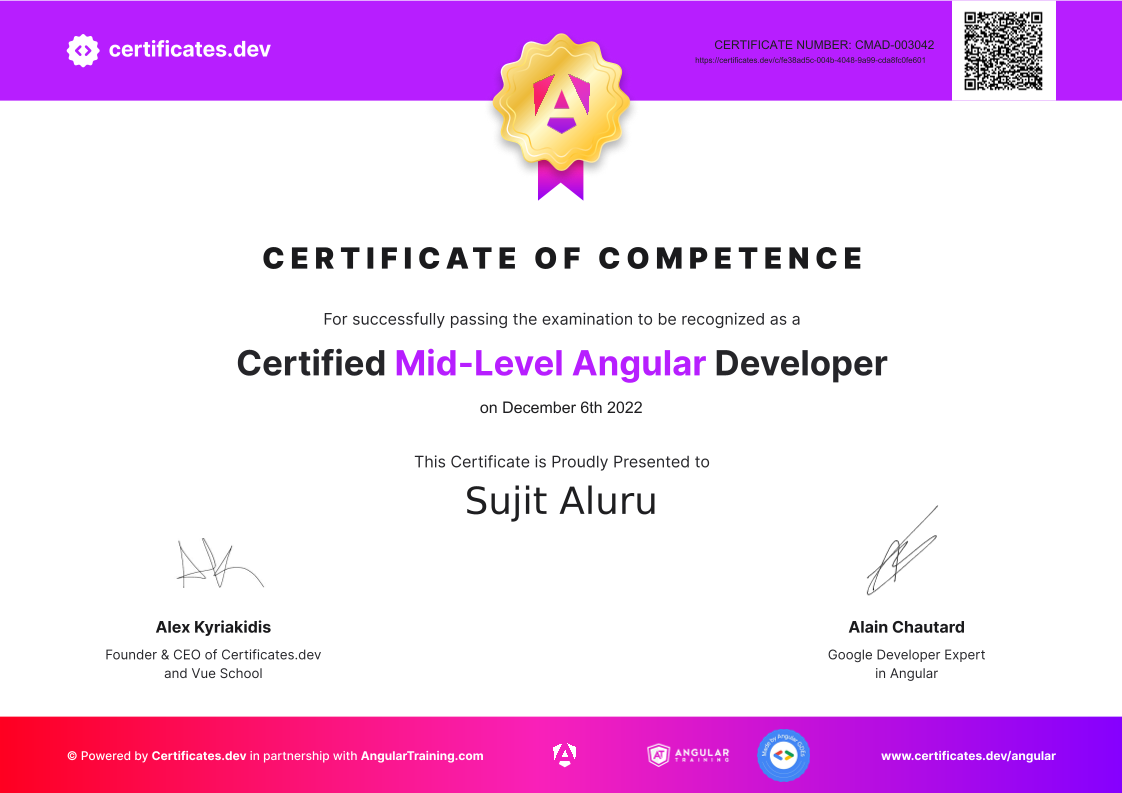 certificates.dev
CERTIFICATE NUMBER: CMAD-003042
https://certificates.dev/c/fe38ad5c-004b-4048-9a99-cda8fc0fe601
CERTIFICATE OF COMPETENCE
For successfully passing the examination to be recognized as a
Certified Mid-Level Angular Developer
on December 6th 2022
This Certificate is Proudly Presented to
Sujit Aluru
Alex Kyriakidis
Founder & CEO of Certificates.dev
and Vue School
Alain Chautard
Google Developer Expert
in Angular
© Powered by Certificates.dev in partnership with AngularTraining.com
AT ANGULAR
TRAINING
Made by Angular GDEs
www.certificates.dev/angular